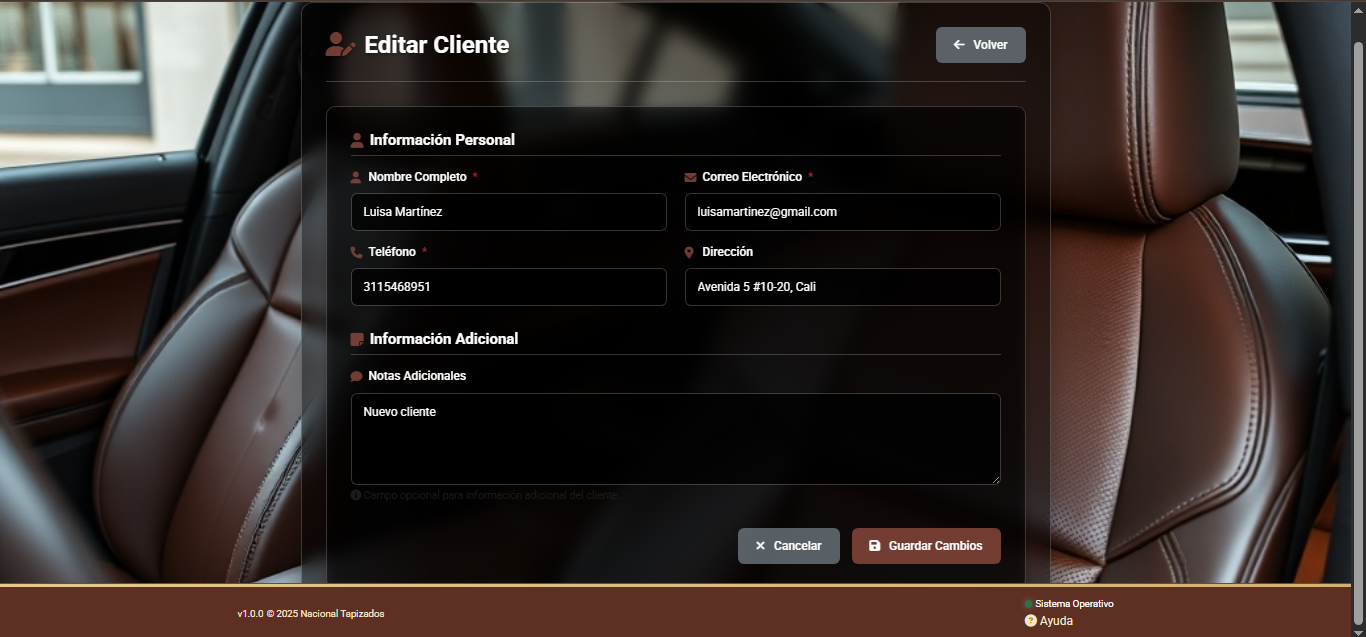 Editar Cliente
Volver
Información Personal
Nombre Completo *
Correo Electrónico *
Luisa Martínez
luisamartinez@gmail.com
Teléfono *
Dirección
3115468951
Avenida 5 #10-20, Cali
Información Adicional
Notas Adicionales
Nuevo cliente
Campo opcional para información adicional del cliente
Cancelar
Guardar Cambios
v1.0.0 © 2025 Nacional Tapizados
Sistema Operativo
Ayuda